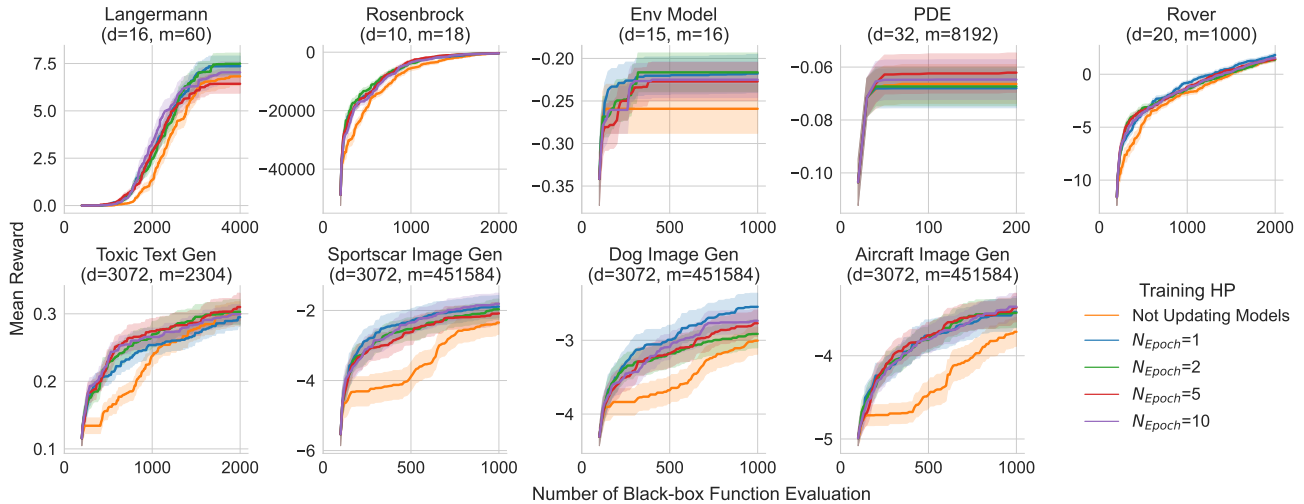 Langermann
(d=16, m=60)
Rosenbrock
(d=10, m=18)
Env Model
(d=15, m=16)
PDE
(d=32, m=8192)
Rover
(d=20, m=1000)
7.5
5.0
2.5
0.0
0 2000 4000
0
−20000
−40000
0 1000 2000
−0.20
−0.25
−0.30
−0.35
0 500 1000
−0.06
−0.08
−0.10
0 100 200
0
−5
−10
0 1000 2000
Mean Reward
Toxic Text Gen
(d=3072, m=2304)
Sportscar Image Gen
(d=3072, m=451584)
Dog Image Gen
(d=3072, m=451584)
Aircraft Image Gen
(d=3072, m=451584)
0.3
0.2
0.1
0 1000 2000
−2
−4
−6
0 500 1000
−3
−4
0 500 1000
−4
−5
0 500 1000
Training HP
Not Updating Models
N_Epoch=1
N_Epoch=2
N_Epoch=5
N_Epoch=10
Number of Black-box Function Evaluation